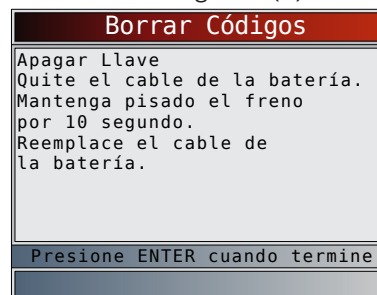 Borrar Códigos
Apagar Llave
Quite el cable de la batería.
Mantenga pisado el freno
por 10 segundo.
Reemplace el cable de
la batería.
Presione ENTER cuando termine